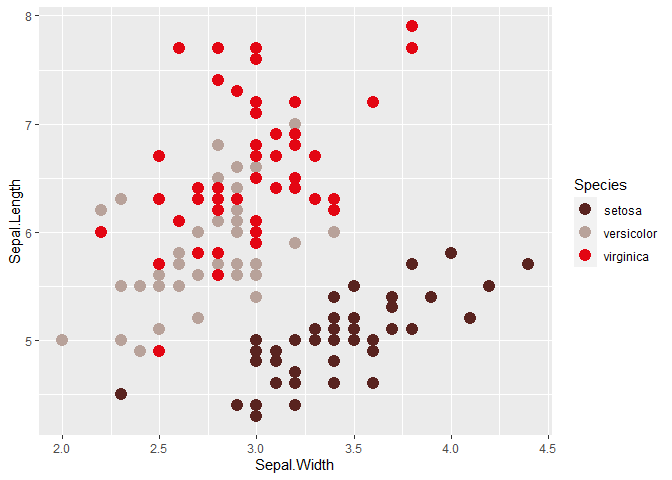 8
7
6
5
Sepal.Length
2.0 2.5 3.0 3.5 4.0 4.5
Sepal.Width
Species
setosa
versicolor
virginica